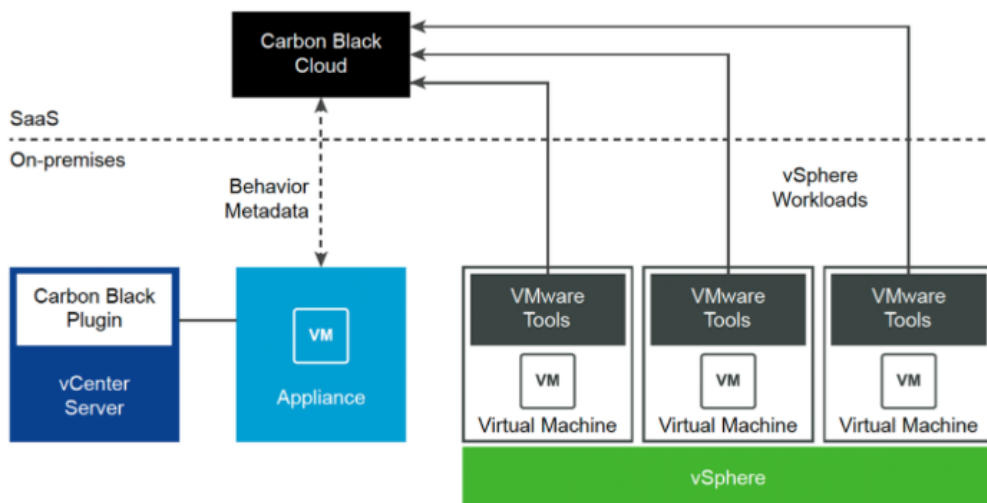 Carbon Black
Cloud
SaaS
On-premises
Behavior
Metadata
vSphere
Workloads
Carbon Black
Plugin
vCenter
Server
VM
Appliance
VMware
Tools
VM
Virtual Machine
VMware
Tools
VM
Virtual Machine
VMware
Tools
VM
Virtual Machine
vSphere